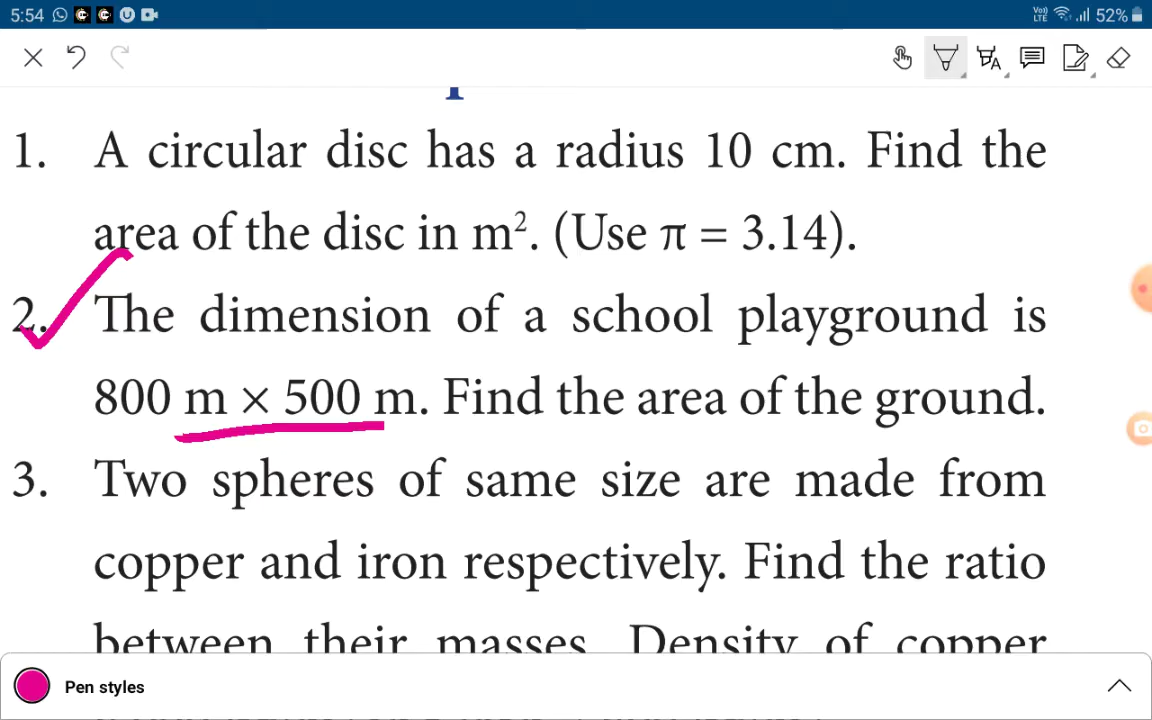 5:54 52%
1. A circular disc has a radius 10 cm. Find the
area of the disc in m². (Use π = 3.14).
2. The dimension of a school playground is
800 m × 500 m. Find the area of the ground.
3. Two spheres of same size are made from
copper and iron respectively. Find the ratio
between their masses. Density of copper
Pen styles